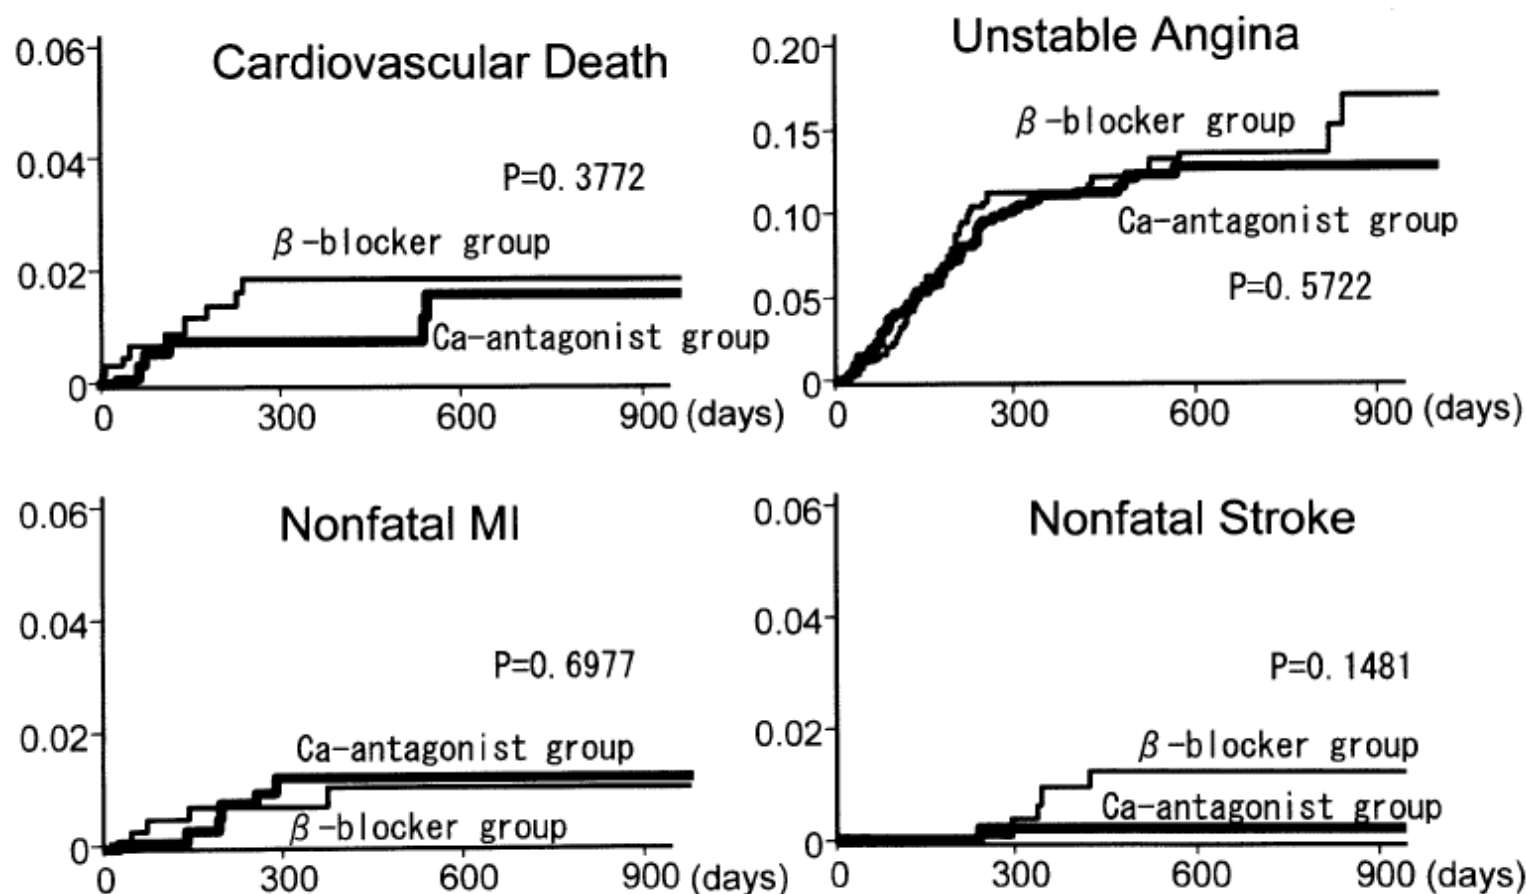 Cardiovascular Death
0.06
0.04
P=0.3772
β-blocker group
0.02
Ca-antagonist group
0
0 300 600 900 (days)
Unstable Angina
0.20
β-blocker group
0.15
0.10
Ca-antagonist group
P=0.5722
0.05
0
0 300 600 900 (days)
Nonfatal MI
0.06
0.04
P=0.6977
Ca-antagonist group
0.02
β-blocker group
0
0 300 600 900 (days)
Nonfatal Stroke
0.06
0.04
P=0.1481
0.02
β-blocker group
Ca-antagonist group
0
0 300 600 900 (days)